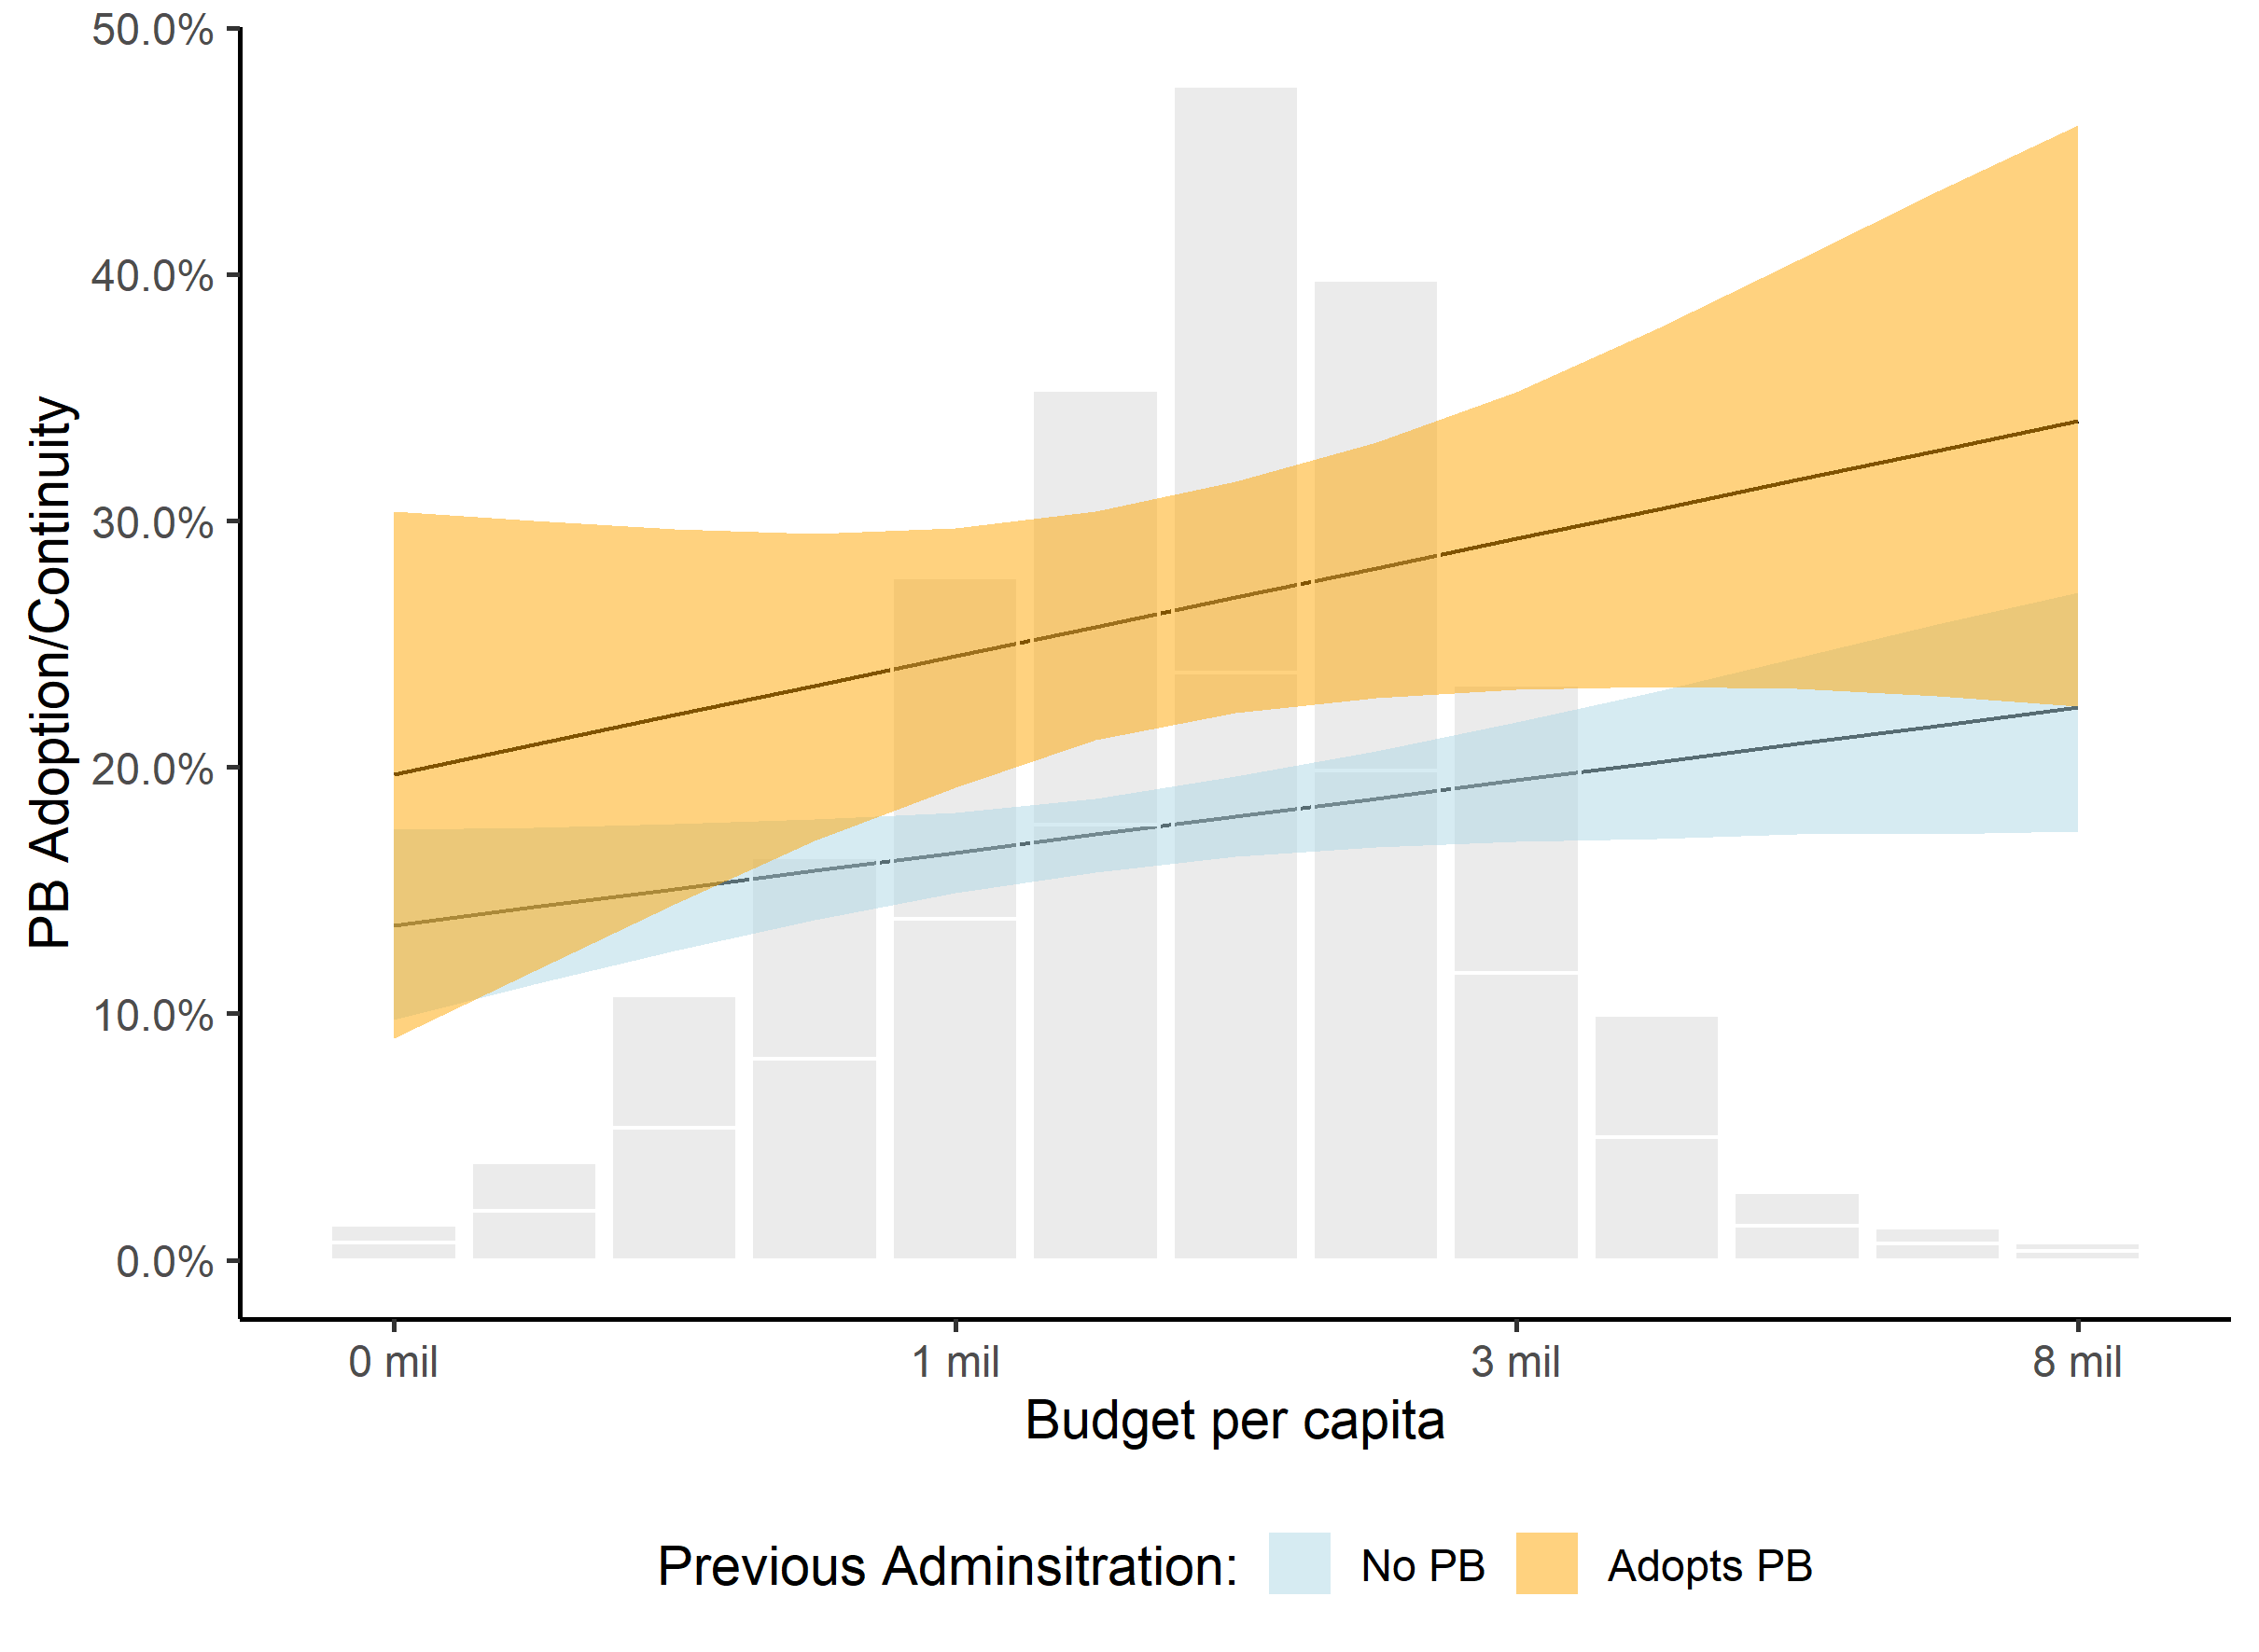 50.0%
40.0%
30.0%
20.0%
10.0%
0.0%
PB Adoption/Continuity
0 mil
1 mil
3 mil
8 mil
Budget per capita
Previous Adminsitration:
No PB
Adopts PB